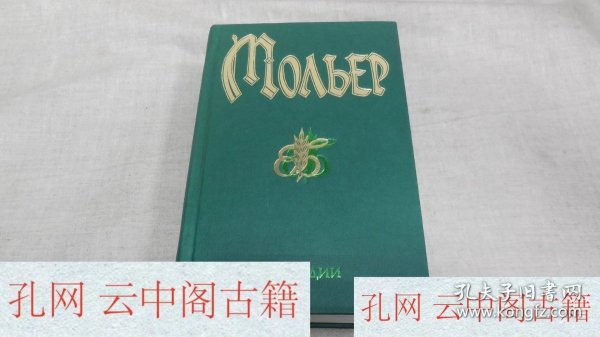 Мольер
ДИИ
孔网 云中阁古籍
孔网 云中阁古籍
孔夫子旧书网
www.kongfz.com